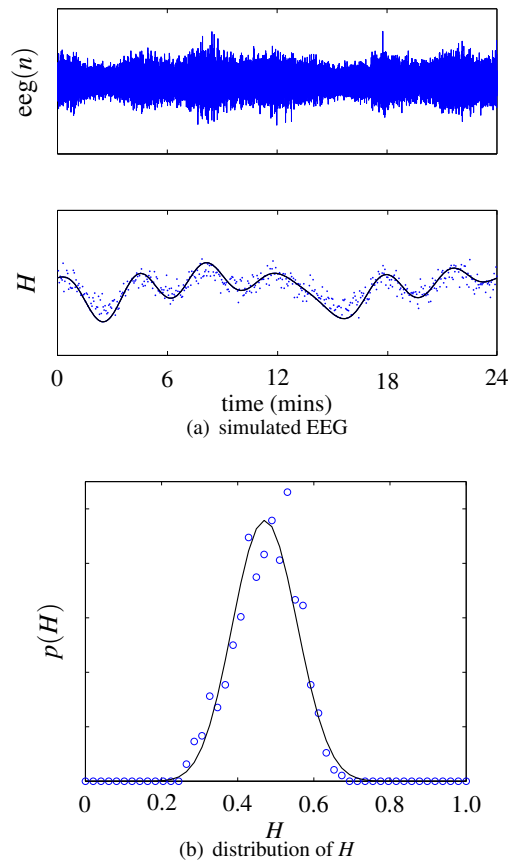 eeg(n)
H
0 6 12 18 24
time (mins)
(a) simulated EEG
p(H)
0 0.2 0.4 0.6 0.8 1.0
H
(b) distribution of H